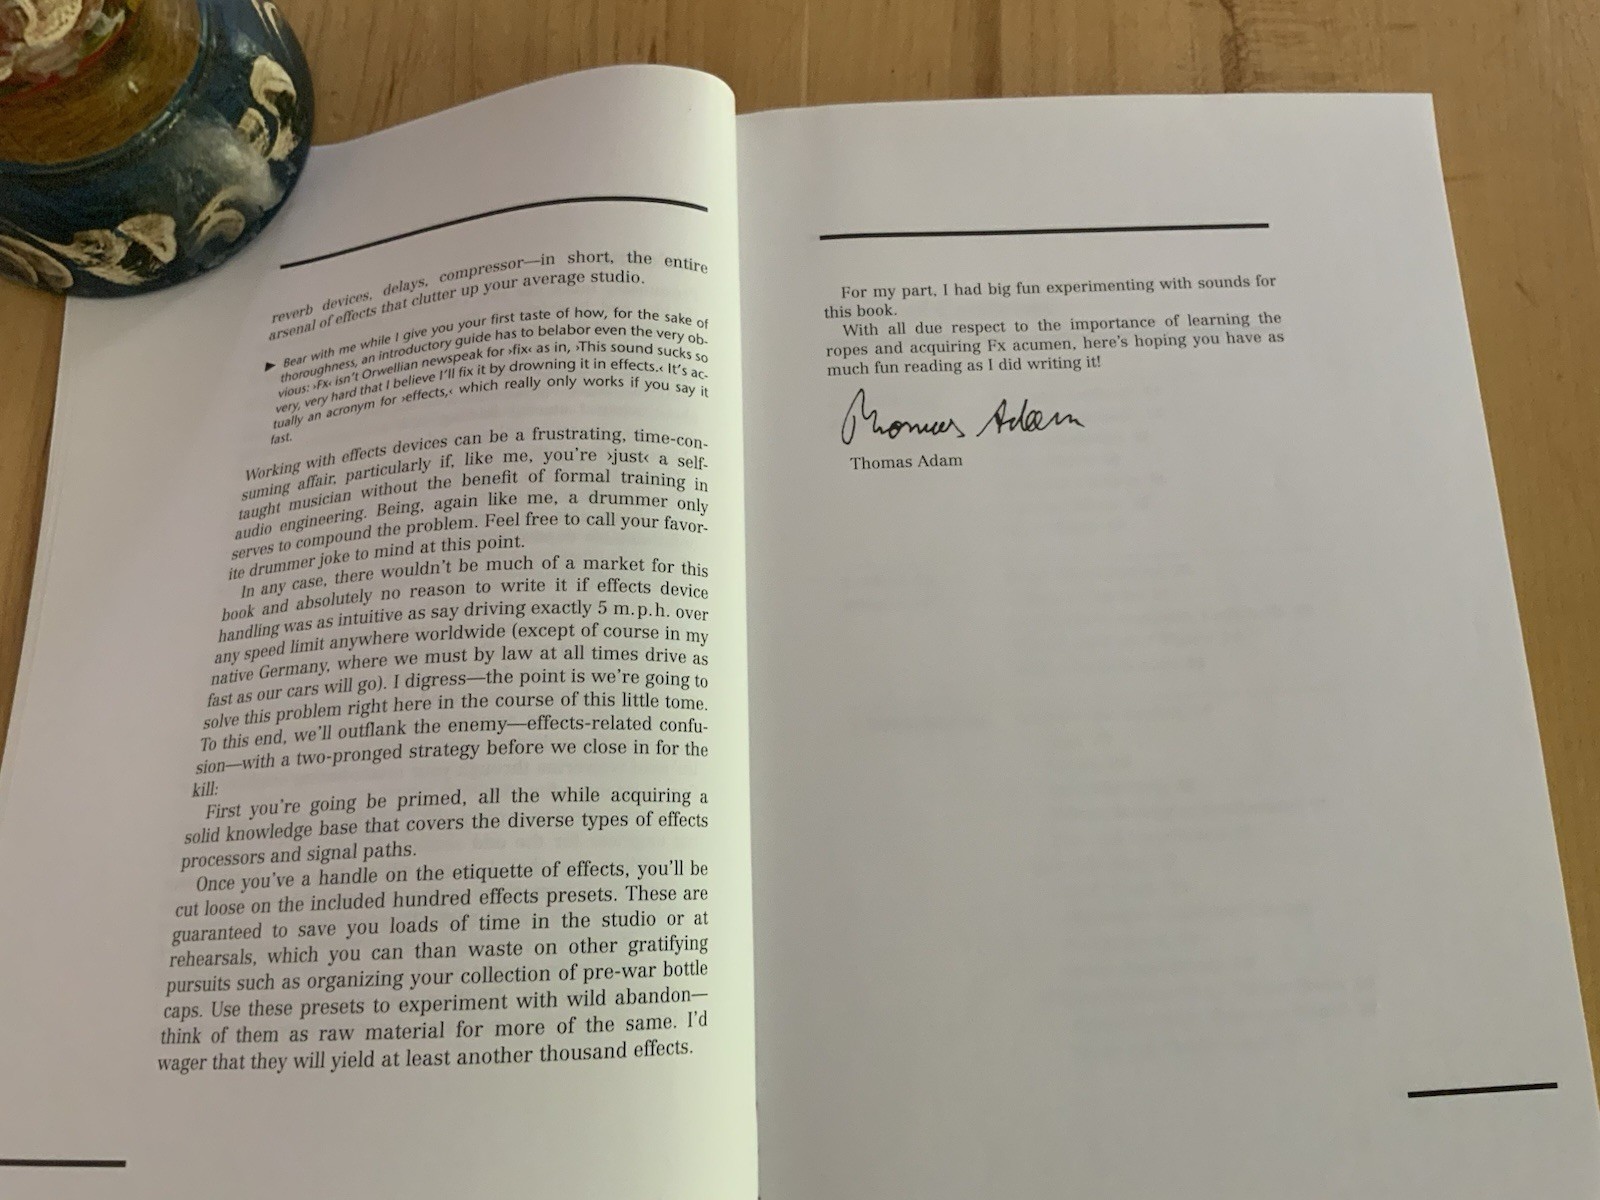 reverb devices, delays, compressor—in short, the entire
arsenal of effects that clutter up your average studio.
► Bear with me while I give you your first taste of how, for the sake of
thoroughness, an introductory guide has to belabor even the very ob-
vious: ›Fx‹ isn't Orwellian newspeak for ›fix‹ as in, ›This sound sucks so
very, very hard that I believe I'll fix it by drowning it in effects.‹ It's ac-
tually an acronym for ›effects,‹ which really only works if you say it
fast.
Working with effects devices can be a frustrating, time-con-
suming affair, particularly if, like me, you're ›just‹ a self-
taught musician without the benefit of formal training in
audio engineering. Being, again like me, a drummer only
serves to compound the problem. Feel free to call your favor-
ite drummer joke to mind at this point.
In any case, there wouldn't be much of a market for this
book and absolutely no reason to write it if effects device
handling was as intuitive as say driving exactly 5 m.p.h. over
any speed limit anywhere worldwide (except of course in my
native Germany, where we must by law at all times drive as
fast as our cars will go). I digress—the point is we're going to
solve this problem right here in the course of this little tome.
To this end, we'll outflank the enemy—effects-related confu-
sion—with a two-pronged strategy before we close in for the
kill:
First you're going be primed, all the while acquiring a
solid knowledge base that covers the diverse types of effects
processors and signal paths.
Once you've a handle on the etiquette of effects, you'll be
cut loose on the included hundred effects presets. These are
guaranteed to save you loads of time in the studio or at
rehearsals, which you can than waste on other gratifying
pursuits such as organizing your collection of pre-war bottle
caps. Use these presets to experiment with wild abandon—
think of them as raw material for more of the same. I'd
wager that they will yield at least another thousand effects.
For my part, I had big fun experimenting with sounds for
this book.
With all due respect to the importance of learning the
ropes and acquiring Fx acumen, here's hoping you have as
much fun reading as I did writing it!
Thomas Adam
Thomas Adam